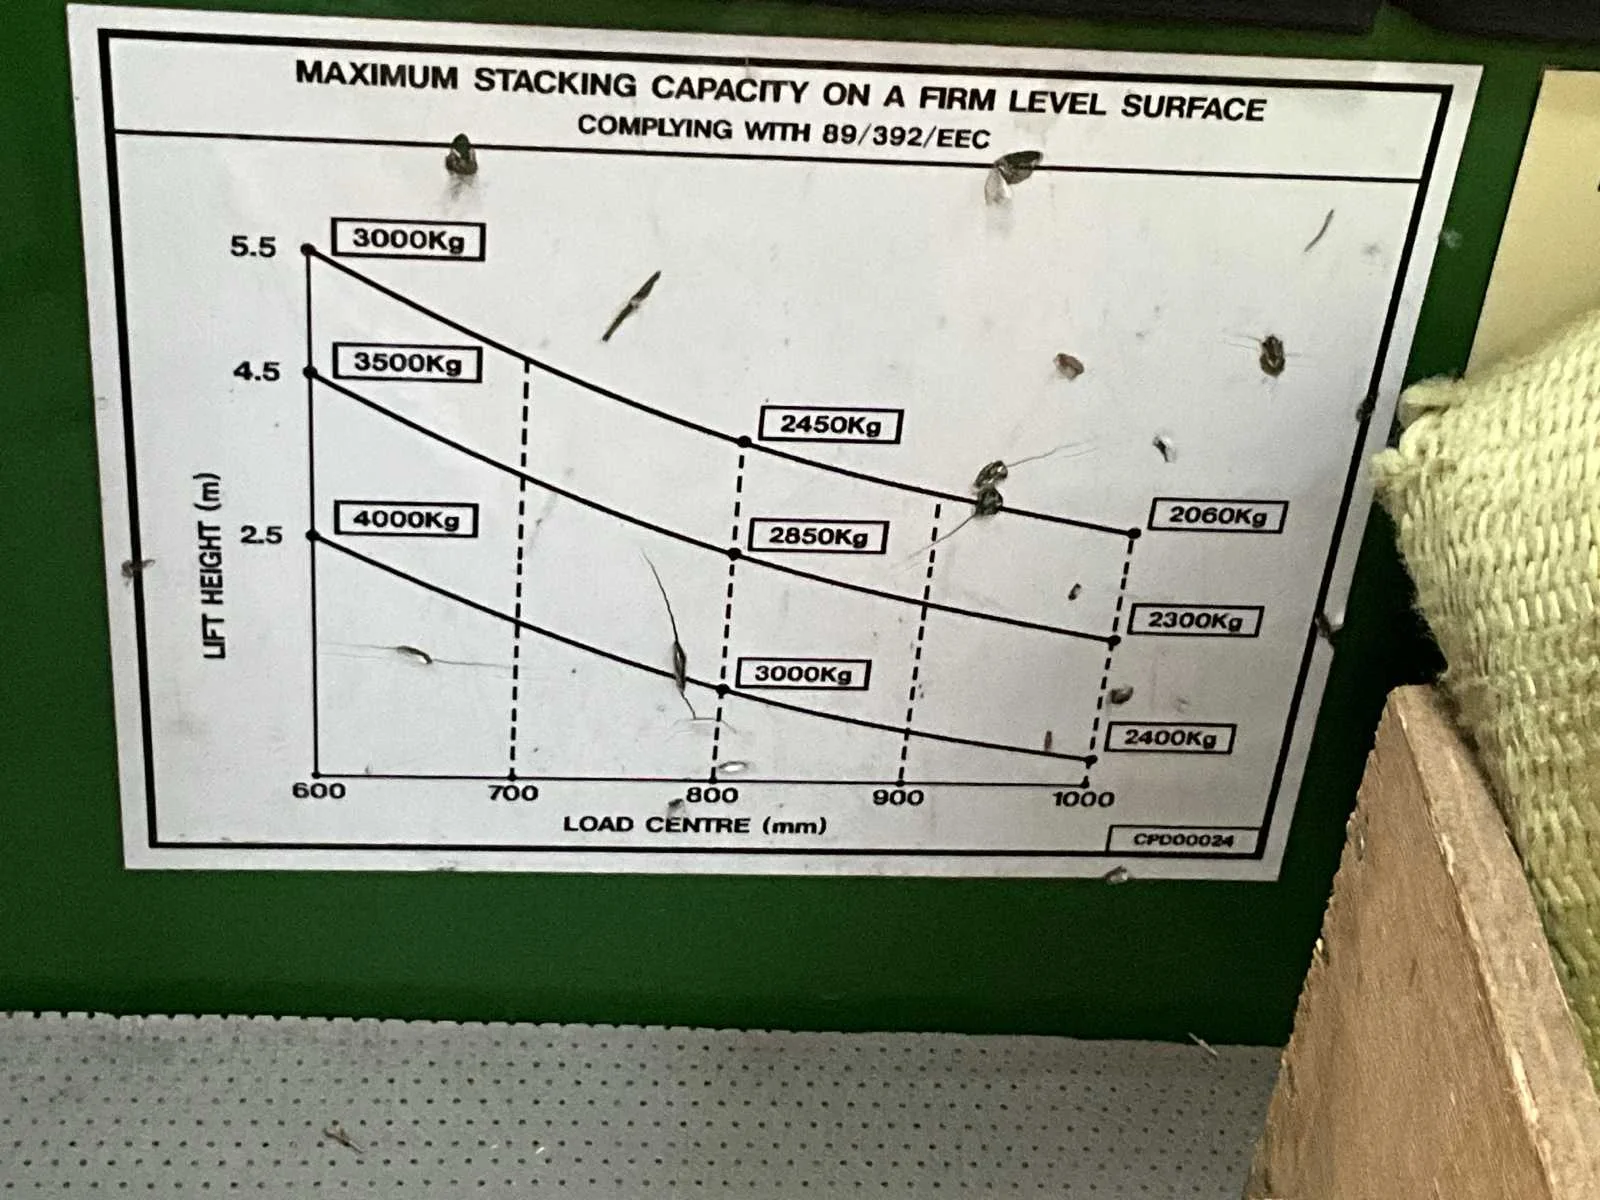 MAXIMUM STACKING CAPACITY ON A FIRM LEVEL SURFACE
COMPLYING WITH 89/392/EEC
5.5
3000Kg
4.5
3500Kg
2450Kg
2.5
4000Kg
2850Kg
2060Kg
LIFT HEIGHT (m)
2300Kg
3000Kg
2400Kg
600 700 800 900 1000
LOAD CENTRE (mm)
CPD00024